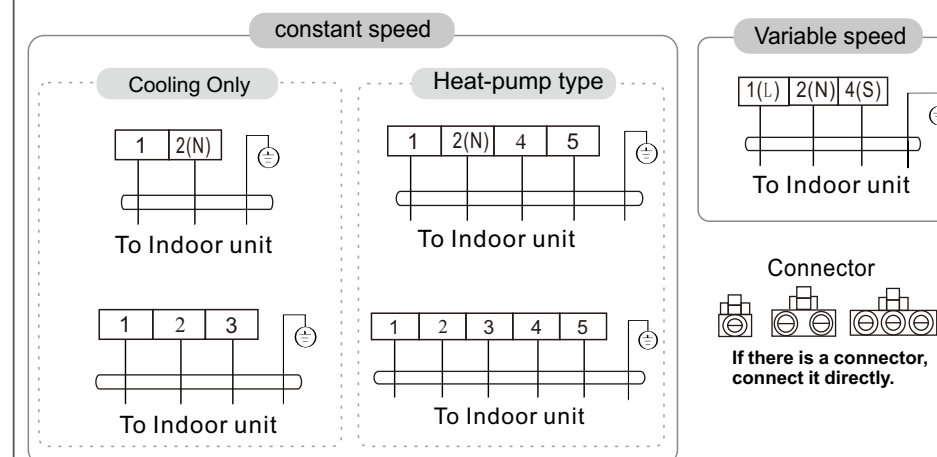 constant speed
Cooling Only
1 2(N)
To Indoor unit
1 2 3
To Indoor unit
Heat-pump type
1 2(N) 4 5
To Indoor unit
1 2 3 4 5
To Indoor unit
Variable speed
1(L) 2(N) 4(S)
To Indoor unit
Connector
If there is a connector,
connect it directly.